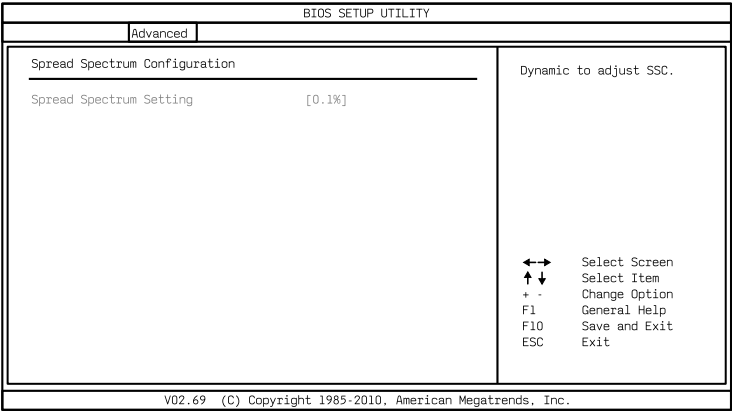 BIOS SETUP UTILITY
Advanced
Spread Spectrum Configuration
Spread Spectrum Setting [0.1%]
Dynamic to adjust SSC.
←→ Select Screen
↑↓ Select Item
+ - Change Option
F1 General Help
F10 Save and Exit
ESC Exit
V02.69 (C) Copyright 1985-2010, American Megatrends, Inc.